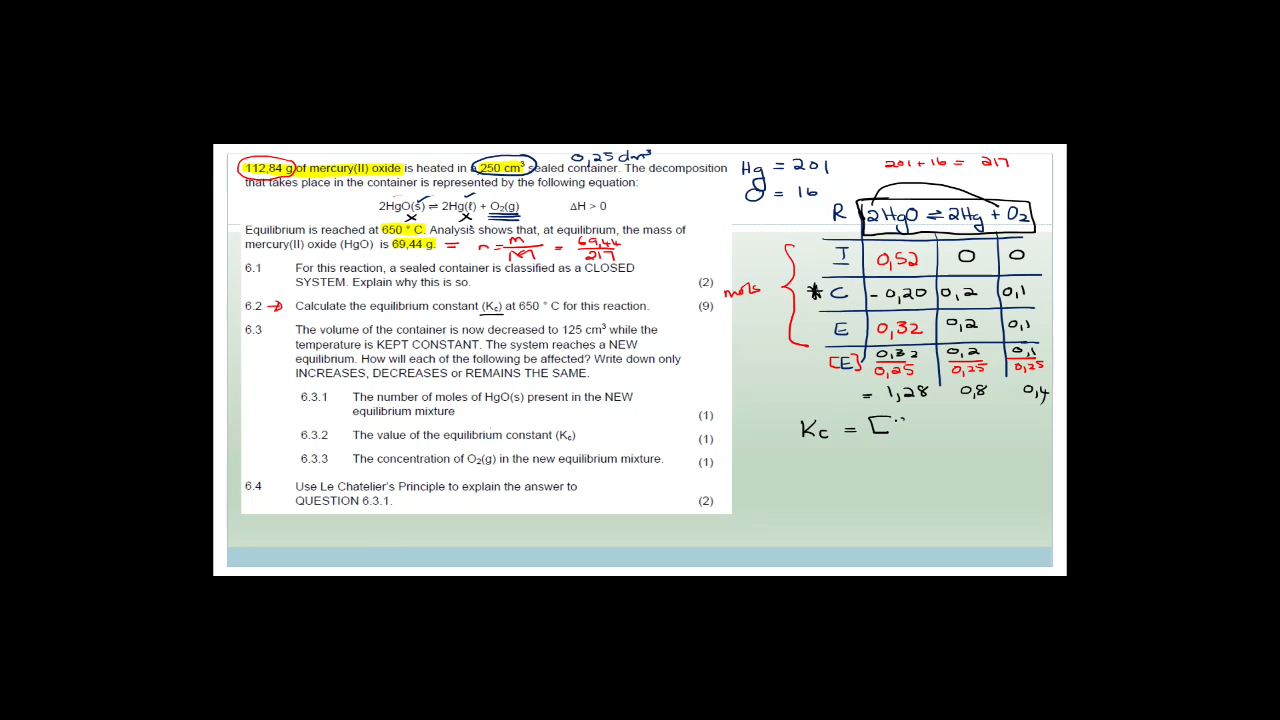 112,84 g of mercury(II) oxide is heated in a 250 cm³ sealed container. The decomposition
that takes place in the container is represented by the following equation:
2HgO(s) ⇌ 2Hg(ℓ) + O₂(g) ΔH > 0
Equilibrium is reached at 650 ° C. Analysis shows that, at equilibrium, the mass of
mercury(II) oxide (HgO) is 69,44 g.
= n = m/M = 69,44/217
0,25 dm³
6.1 For this reaction, a sealed container is classified as a CLOSED
SYSTEM. Explain why this is so. (2)
6.2 → Calculate the equilibrium constant (Kc) at 650 ° C for this reaction. (9)
6.3 The volume of the container is now decreased to 125 cm³ while the
temperature is KEPT CONSTANT. The system reaches a NEW
equilibrium. How will each of the following be affected? Write down only
INCREASES, DECREASES or REMAINS THE SAME.
6.3.1 The number of moles of HgO(s) present in the NEW
equilibrium mixture (1)
6.3.2 The value of the equilibrium constant (Kc) (1)
6.3.3 The concentration of O₂(g) in the new equilibrium mixture. (1)
6.4 Use Le Chatelier's Principle to explain the answer to
QUESTION 6.3.1. (2)
Hg = 201
O = 16
201 + 16 = 217
R 2HgO ⇌ 2Hg + O₂
I 0,52 0 0
mols * C -0,20 0,2 0,1
E 0,32 0,2 0,1
[E] 0,32/0,25 0,2/0,25 0,1/0,25
= 1,28 0,8 0,4
Kc = [